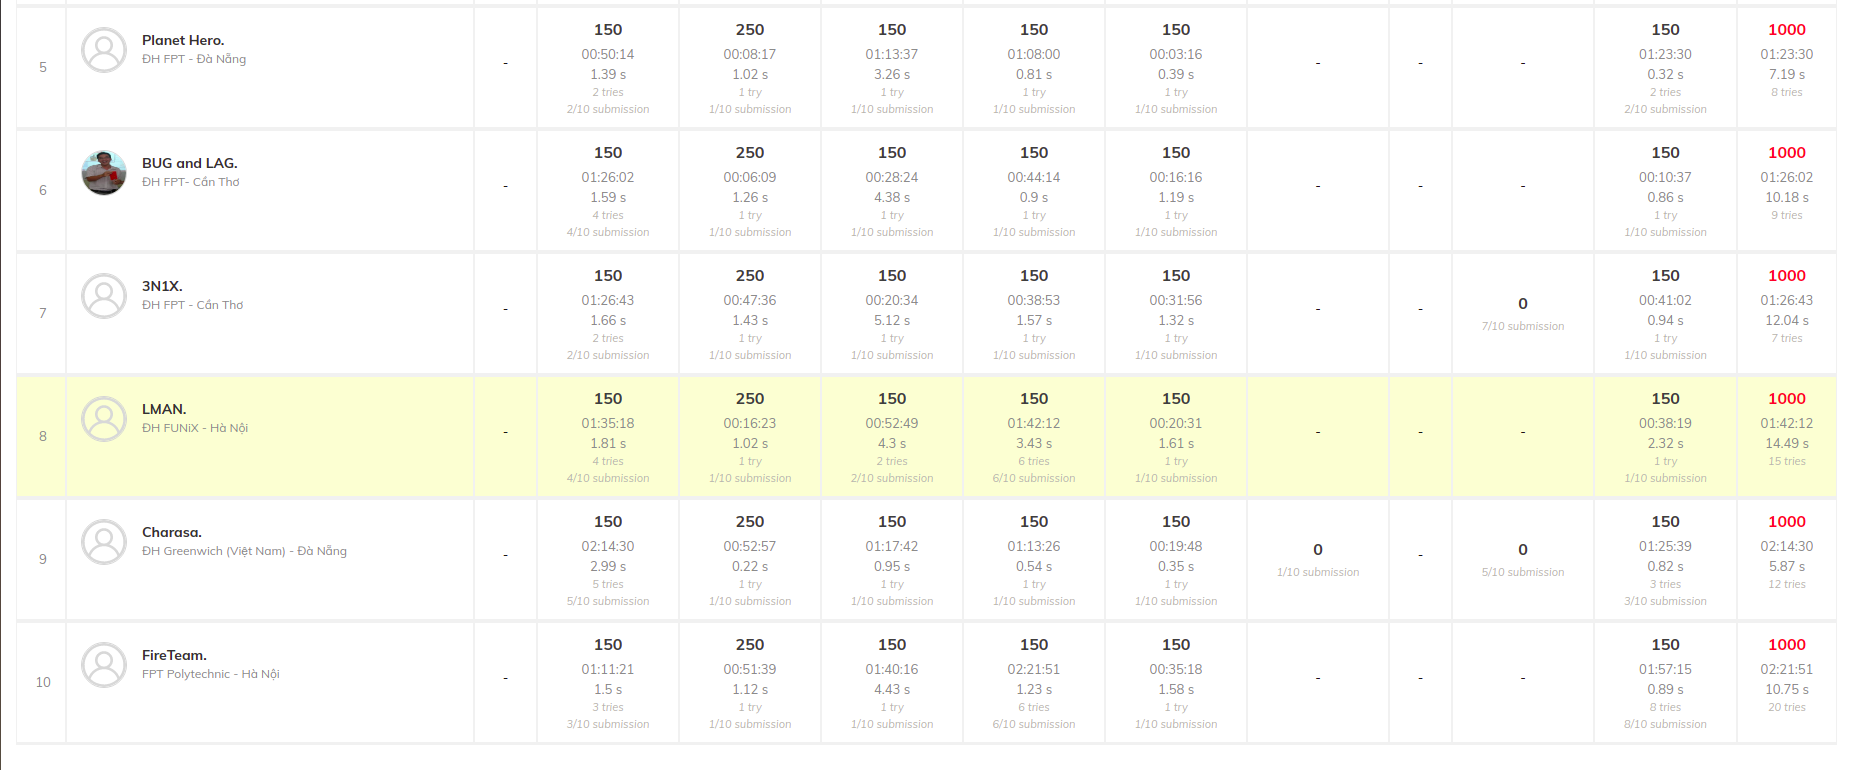 5
Planet Hero.
ĐH FPT - Đà Nẵng
-
150
00:50:14
1.39 s
2 tries
2/10 submission
250
00:08:17
1.02 s
1 try
1/10 submission
150
01:13:37
3.26 s
1 try
1/10 submission
150
01:08:00
0.81 s
1 try
1/10 submission
150
00:03:16
0.39 s
1 try
1/10 submission
-
-
-
150
01:23:30
0.32 s
2 tries
2/10 submission
1000
01:23:30
7.19 s
8 tries
6
BUG and LAG.
ĐH FPT- Cần Thơ
-
150
01:26:02
1.59 s
4 tries
4/10 submission
250
00:06:09
1.26 s
1 try
1/10 submission
150
00:28:24
4.38 s
1 try
1/10 submission
150
00:44:14
0.9 s
1 try
1/10 submission
150
00:16:16
1.19 s
1 try
1/10 submission
-
-
-
150
00:10:37
0.86 s
1 try
1/10 submission
1000
01:26:02
10.18 s
9 tries
7
3N1X.
ĐH FPT - Cần Thơ
-
150
01:26:43
1.66 s
2 tries
2/10 submission
250
00:47:36
1.43 s
1 try
1/10 submission
150
00:20:34
5.12 s
1 try
1/10 submission
150
00:38:53
1.57 s
1 try
1/10 submission
150
00:31:56
1.32 s
1 try
1/10 submission
-
-
0
7/10 submission
150
00:41:02
0.94 s
1 try
1/10 submission
1000
01:26:43
12.04 s
7 tries
8
LMAN.
ĐH FUNiX - Hà Nội
-
150
01:35:18
1.81 s
4 tries
4/10 submission
250
00:16:23
1.02 s
1 try
1/10 submission
150
00:52:49
4.3 s
2 tries
2/10 submission
150
01:42:12
3.43 s
6 tries
6/10 submission
150
00:20:31
1.61 s
1 try
1/10 submission
-
-
-
150
00:38:19
2.32 s
1 try
1/10 submission
1000
01:42:12
14.49 s
15 tries
9
Charasa.
ĐH Greenwich (Việt Nam) - Đà Nẵng
-
150
02:14:30
2.99 s
5 tries
5/10 submission
250
00:52:57
0.22 s
1 try
1/10 submission
150
01:17:42
0.95 s
1 try
1/10 submission
150
01:13:26
0.54 s
1 try
1/10 submission
150
00:19:48
0.35 s
1 try
1/10 submission
0
1/10 submission
-
0
5/10 submission
150
01:25:39
0.82 s
3 tries
3/10 submission
1000
02:14:30
5.87 s
12 tries
10
FireTeam.
FPT Polytechnic - Hà Nội
-
150
01:11:21
1.5 s
3 tries
3/10 submission
250
00:51:39
1.12 s
1 try
1/10 submission
150
01:40:16
4.43 s
1 try
1/10 submission
150
02:21:51
1.23 s
6 tries
6/10 submission
150
00:35:18
1.58 s
1 try
1/10 submission
-
-
-
150
01:57:15
0.89 s
8 tries
8/10 submission
1000
02:21:51
10.75 s
20 tries